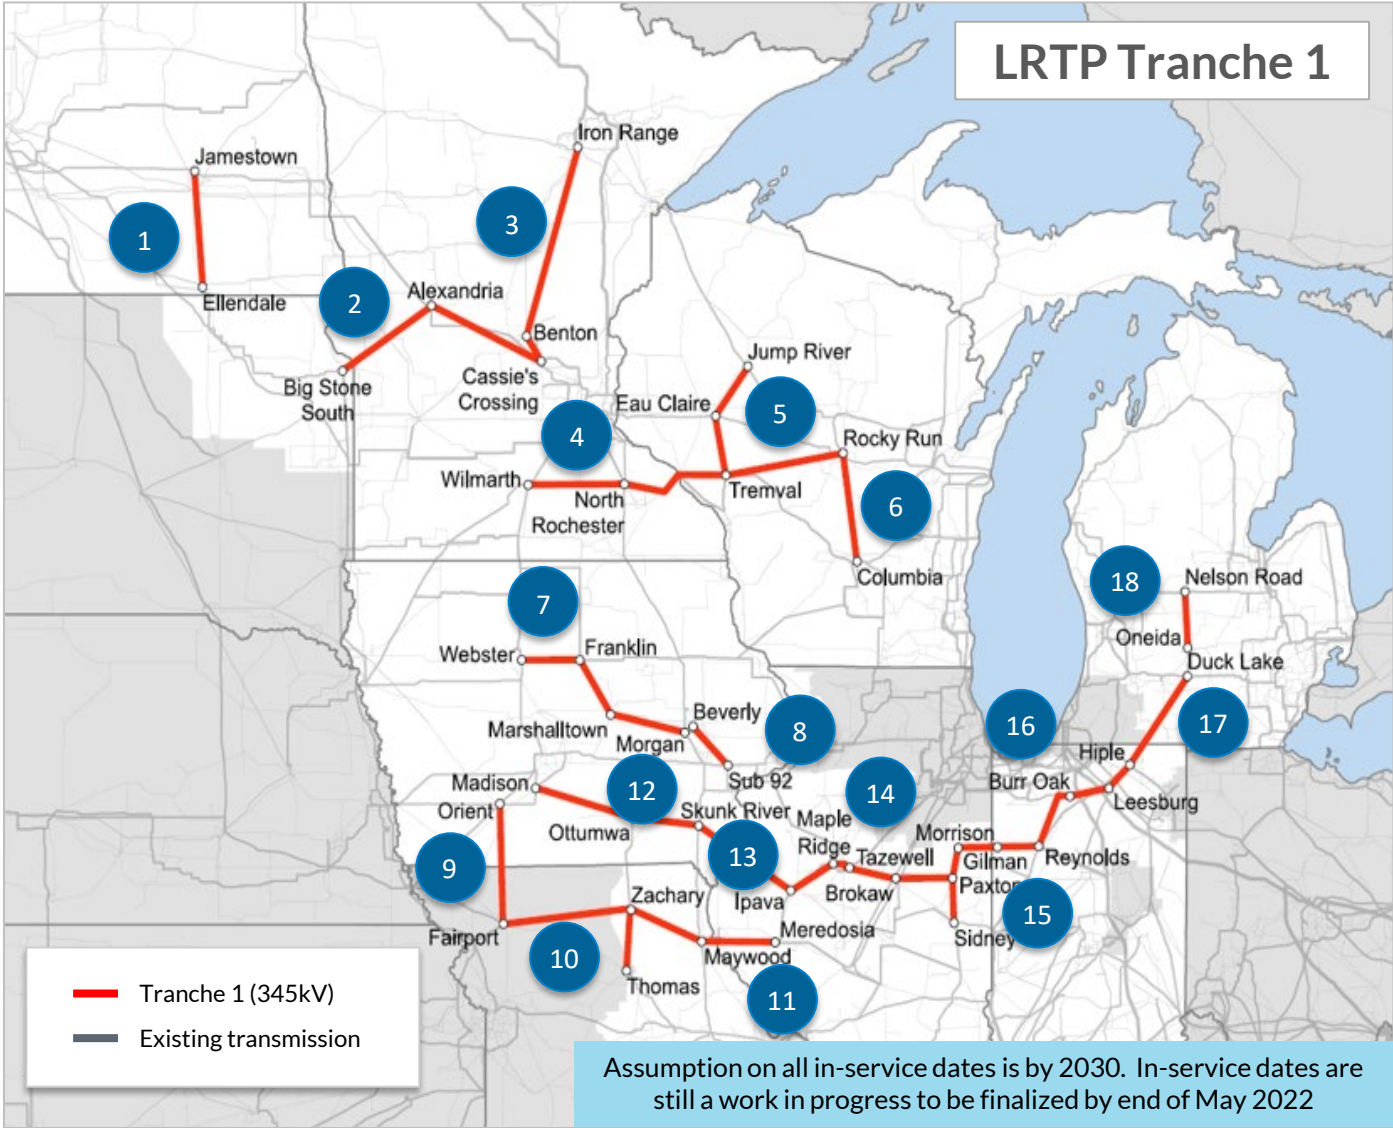 LRTP Tranche 1
Iron Range
Jamestown
3
1
Ellendale
2
Alexandria
Benton
Big Stone
South
Cassie's
Crossing
Jump River
Eau Claire
5
4
Rocky Run
Wilmarth
North
Rochester
Tremval
6
Columbia
18
Nelson Road
7
Oneida
Webster
Franklin
Duck Lake
Beverly
Marshalltown
Morgan
8
16
17
Hiple
Madison
Sub 92
Burr Oak
Leesburg
12
14
Orient
Skunk River
Maple
Ridge
Ottumwa
Morrison
13
Tazewell
Gilman
Reynolds
9
Zachary
Ipava
Brokaw
Paxton
15
Fairport
Meredosia
Sidney
10
Maywood
Thomas
11
Tranche 1 (345kV)
Existing transmission
Assumption on all in-service dates is by 2030. In-service dates are
still a work in progress to be finalized by end of May 2022